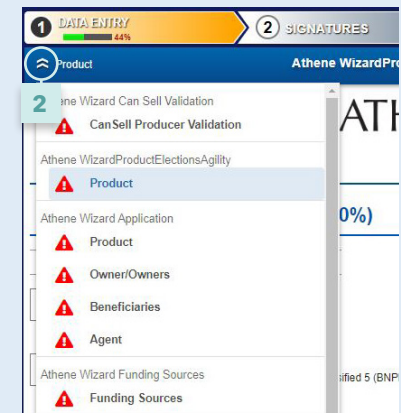 1 DATA ENTRY 44% 2 SIGNATURES
Product Athene WizardPro
2 ene Wizard Can Sell Validation
CanSell Producer Validation
ATH
Athene WizardProductElectionsAgility
Product
0%)
Athene Wizard Application
Product
Owner/Owners
Beneficiaries
Agent
Athene Wizard Funding Sources
ified 5 (BNP
Funding Sources